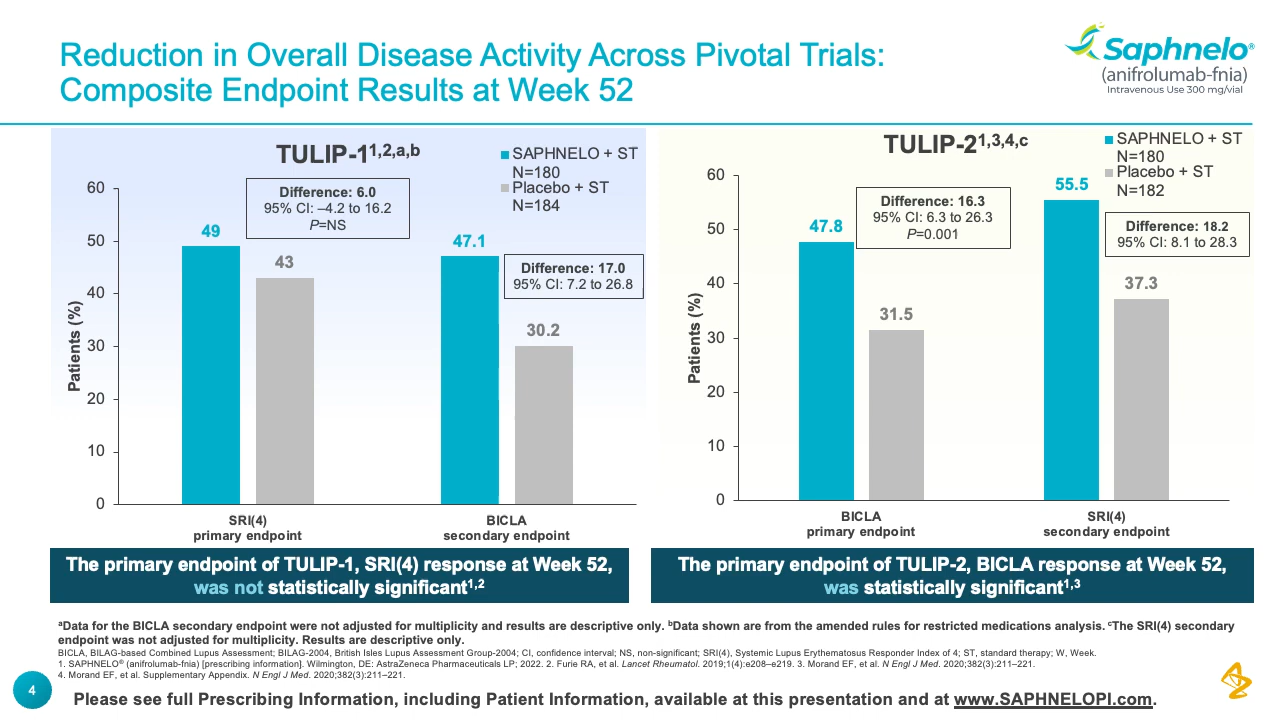 Reduction in Overall Disease Activity Across Pivotal Trials:
Composite Endpoint Results at Week 52
Saphnelo®
(anifrolumab-fnia)
Intravenous Use 300 mg/vial
TULIP-11,2,a,b
SAPHNELO + ST
N=180
Placebo + ST
N=184
Difference: 6.0
95% CI: –4.2 to 16.2
P=NS
Difference: 17.0
95% CI: 7.2 to 26.8
Patients (%)
60
50
40
30
20
10
0
49
43
47.1
30.2
SRI(4)
primary endpoint
BICLA
secondary endpoint
The primary endpoint of TULIP-1, SRI(4) response at Week 52,
was not statistically significant1,2
TULIP-21,3,4,c
SAPHNELO + ST
N=180
Placebo + ST
N=182
Difference: 16.3
95% CI: 6.3 to 26.3
P=0.001
Difference: 18.2
95% CI: 8.1 to 28.3
Patients (%)
60
50
40
30
20
10
0
47.8
31.5
55.5
37.3
BICLA
primary endpoint
SRI(4)
secondary endpoint
The primary endpoint of TULIP-2, BICLA response at Week 52,
was statistically significant1,3
aData for the BICLA secondary endpoint were not adjusted for multiplicity and results are descriptive only. bData shown are from the amended rules for restricted medications analysis. cThe SRI(4) secondary
endpoint was not adjusted for multiplicity. Results are descriptive only.
BICLA, BILAG-based Combined Lupus Assessment; BILAG-2004, British Isles Lupus Assessment Group-2004; CI, confidence interval; NS, non-significant; SRI(4), Systemic Lupus Erythematosus Responder Index of 4; ST, standard therapy; W, Week.
1. SAPHNELO® (anifrolumab-fnia) [prescribing information]. Wilmington, DE: AstraZeneca Pharmaceuticals LP; 2022. 2. Furie RA, et al. Lancet Rheumatol. 2019;1(4):e208–e219. 3. Morand EF, et al. N Engl J Med. 2020;382(3):211–221.
4. Morand EF, et al. Supplementary Appendix. N Engl J Med. 2020;382(3):211–221.
4
Please see full Prescribing Information, including Patient Information, available at this presentation and at www.SAPHNELOPI.com.